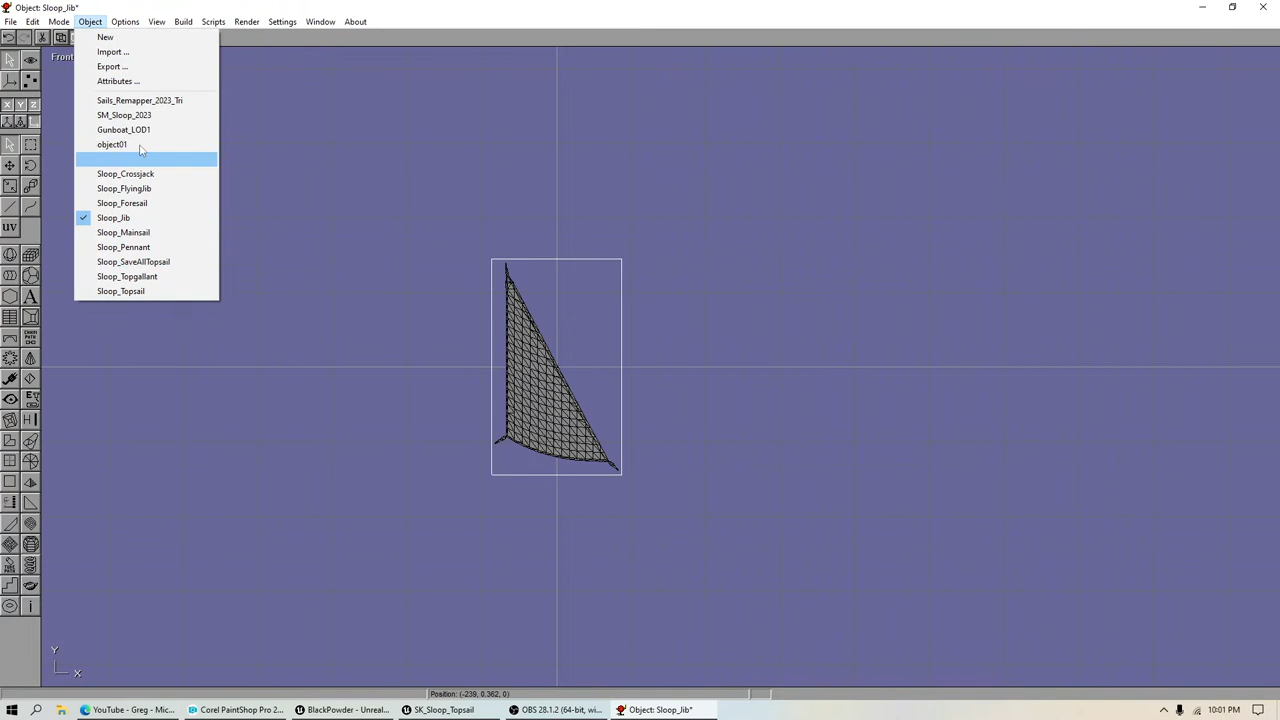 Object: Sloop_Jib*
File Edit Mode Object Options View Build Scripts Render Settings Window About
New
Front
Import ...
Export ...
Attributes ...
Sails_Remapper_2023_Tri
X Y Z
SM_Sloop_2023
Gunboat_LOD1
object01
Sloop_Crossjack
Sloop_FlyingJib
Sloop_Foresail
Sloop_Jib
uv
Sloop_Mainsail
Sloop_Pennant
Sloop_SaveAllTopsail
Sloop_Topgallant
Sloop_Topsail
A
Y
X
Position: (-239, 0.362, 0)
YouTube - Greg - Mic... Corel PaintShop Pro 2... BlackPowder - Unreal... SK_Sloop_Topsail OBS 28.1.2 (64-bit, win... Object: Sloop_Jib* 10:01 PM